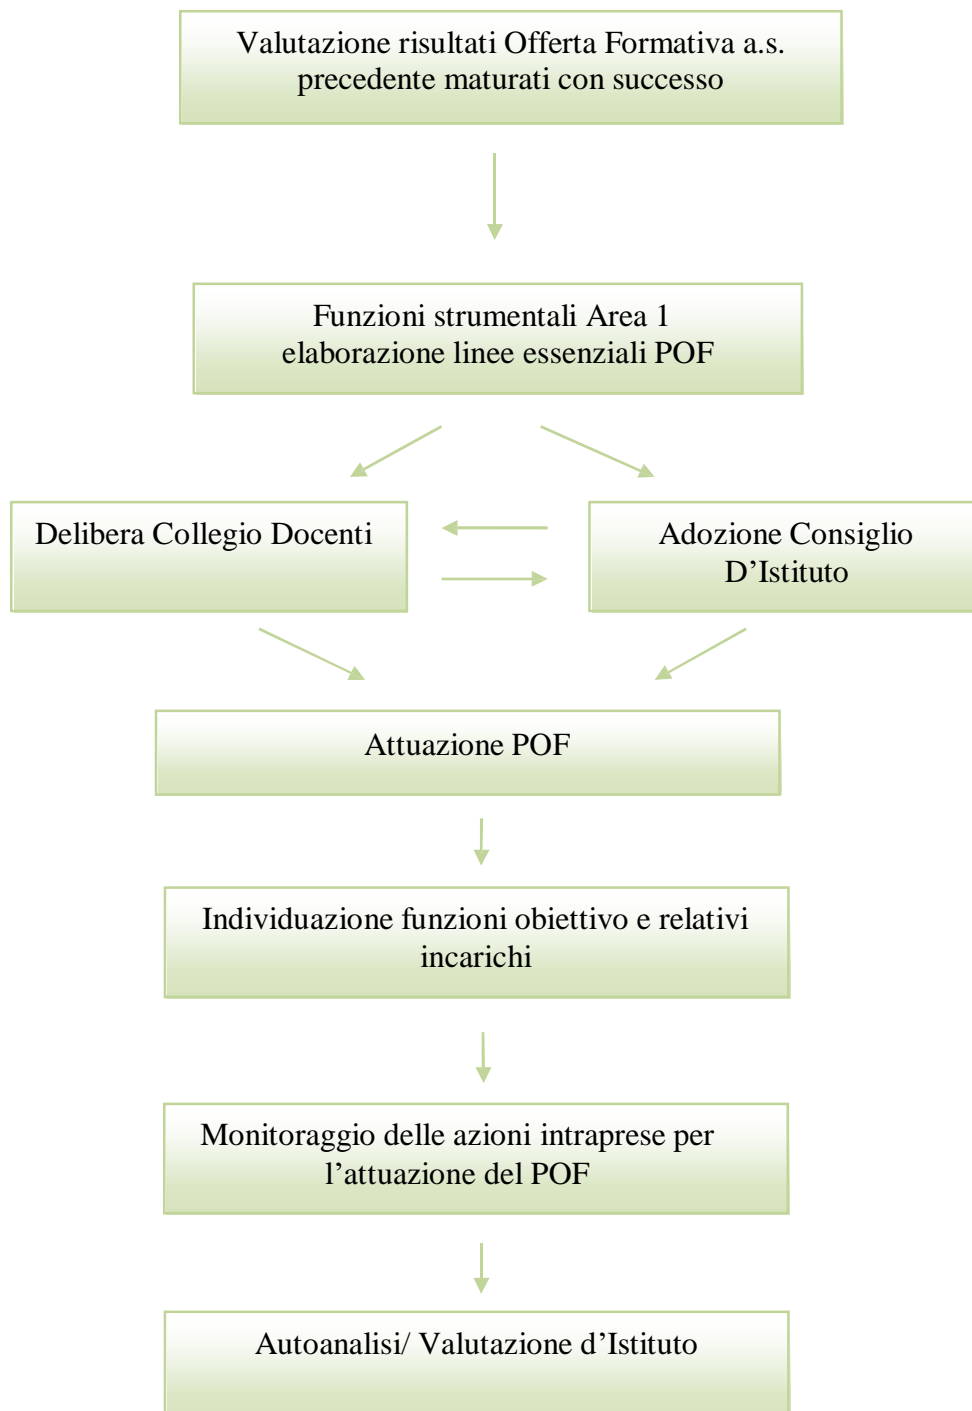 Valutazione risultati Offerta Formativa a.s.
precedente maturati con successo
Funzioni strumentali Area 1
elaborazione linee essenziali POF
Delibera Collegio Docenti
Adozione Consiglio
D’Istituto
Attuazione POF
Individuazione funzioni obiettivo e relativi
incarichi
Monitoraggio delle azioni intraprese per
l’attuazione del POF
Autoanalisi/ Valutazione d’Istituto